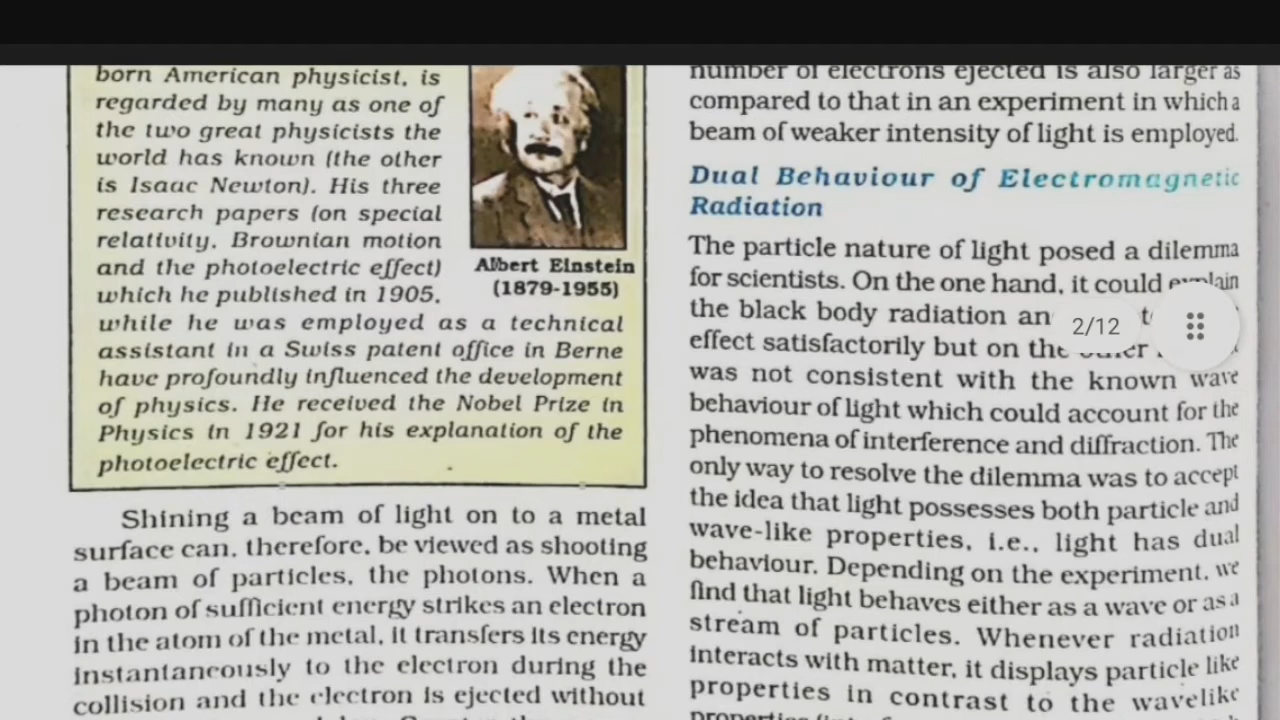 born American physicist, is
regarded by many as one of
the two great physicists the
world has known (the other
is Isaac Newton). His three
research papers (on special
relativity, Brownian motion
and the photoelectric effect)
which he published in 1905,
while he was employed as a technical
assistant in a Swiss patent office in Berne
have profoundly influenced the development
of physics. He received the Nobel Prize in
Physics in 1921 for his explanation of the
photoelectric effect.
Albert Einstein
(1879-1955)
Shining a beam of light on to a metal
surface can, therefore, be viewed as shooting
a beam of particles, the photons. When a
photon of sufficient energy strikes an electron
in the atom of the metal, it transfers its energy
instantaneously to the electron during the
collision and the electron is ejected without
number of electrons ejected is also larger as
compared to that in an experiment in which a
beam of weaker intensity of light is employed.
Dual Behaviour of Electromagnetic
Radiation
The particle nature of light posed a dilemma
for scientists. On the one hand, it could explain
the black body radiation
effect satisfactorily but on the other
was not consistent with the known wave
behaviour of light which could account for the
phenomena of interference and diffraction. The
only way to resolve the dilemma was to accept
the idea that light possesses both particle and
wave-like properties, i.e., light has dual
behaviour. Depending on the experiment, we
find that light behaves either as a wave or as a
stream of particles. Whenever radiation
interacts with matter, it displays particle like
properties in contrast to the wavelike
2/12